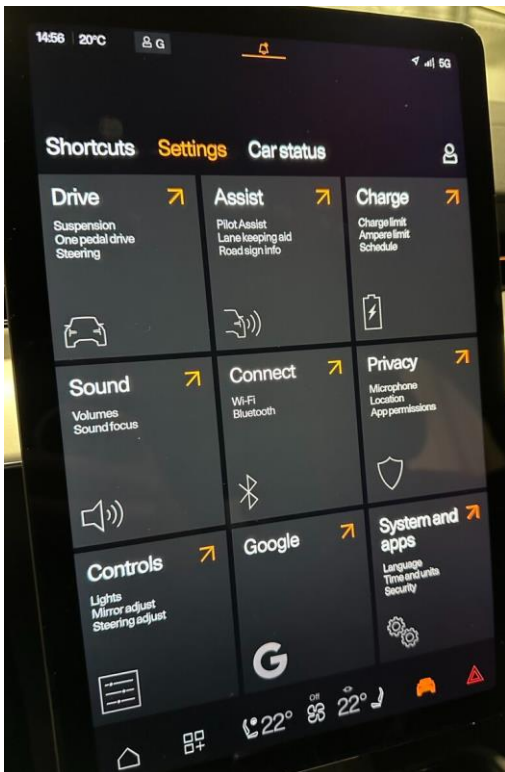 14:56 20°C G 5G
Shortcuts Settings Car status
Drive
Suspension
One pedal drive
Steering
Assist
Pilot Assist
Lane keeping aid
Road sign info
Charge
Charge limit
Ampere limit
Schedule
Sound
Volumes
Sound focus
Connect
Wi-Fi
Bluetooth
Privacy
Microphone
Location
App permissions
Controls
Lights
Mirror adjust
Steering adjust
Google
G
System and
apps
Language
Time and units
Security
22° Off 22°